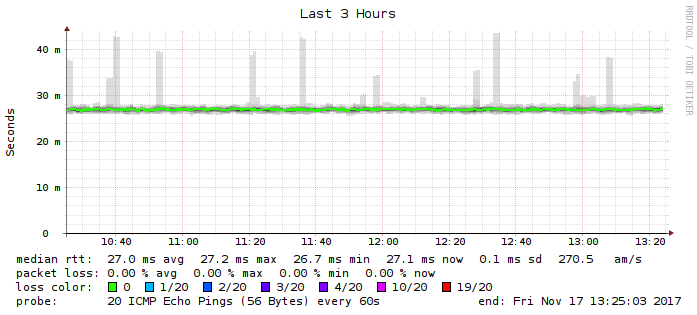 Last 3 Hours
RRDTOOL / TOBI OETIKER
Seconds
40 m
30 m
20 m
10 m
0
10:40 11:00 11:20 11:40 12:00 12:20 12:40 13:00 13:20
median rtt: 27.0 ms avg 27.2 ms max 26.7 ms min 27.1 ms now 0.1 ms sd 270.5 am/s
packet loss: 0.00 % avg 0.00 % max 0.00 % min 0.00 % now
loss color: 0 1/20 2/20 3/20 4/20 10/20 19/20
probe: 20 ICMP Echo Pings (56 Bytes) every 60s end: Fri Nov 17 13:25:03 2017